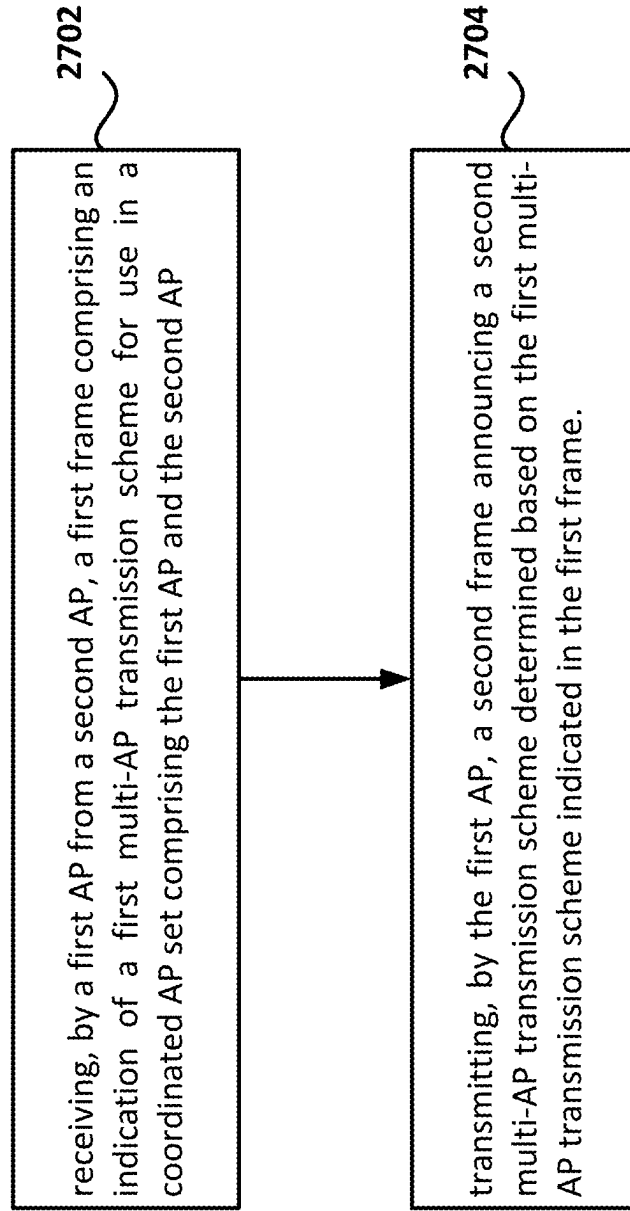 2702
receiving, by a first AP from a second AP, a first frame comprising an
indication of a first multi-AP transmission scheme for use in a
coordinated AP set comprising the first AP and the second AP
2704
transmitting, by the first AP, a second frame announcing a second
multi-AP transmission scheme determined based on the first multi-
AP transmission scheme indicated in the first frame.